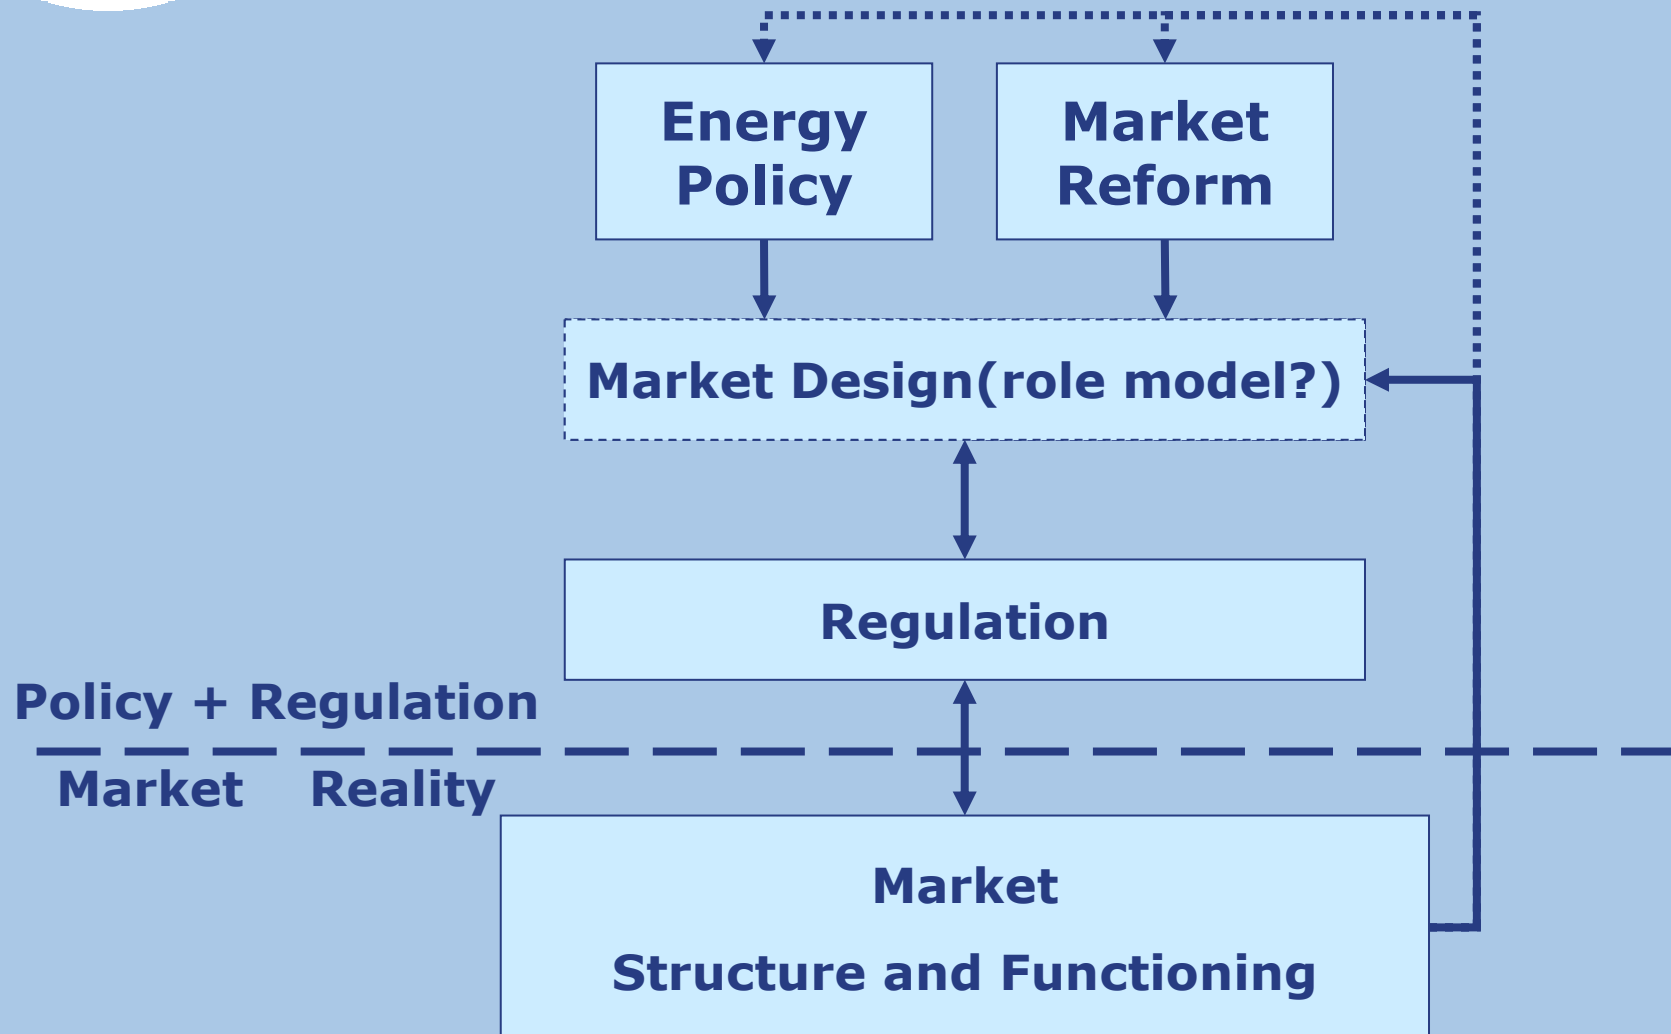 Energy
Policy
Market
Reform
Market Design(role model?)
Regulation
Policy + Regulation
Market Reality
Market
Structure and Functioning